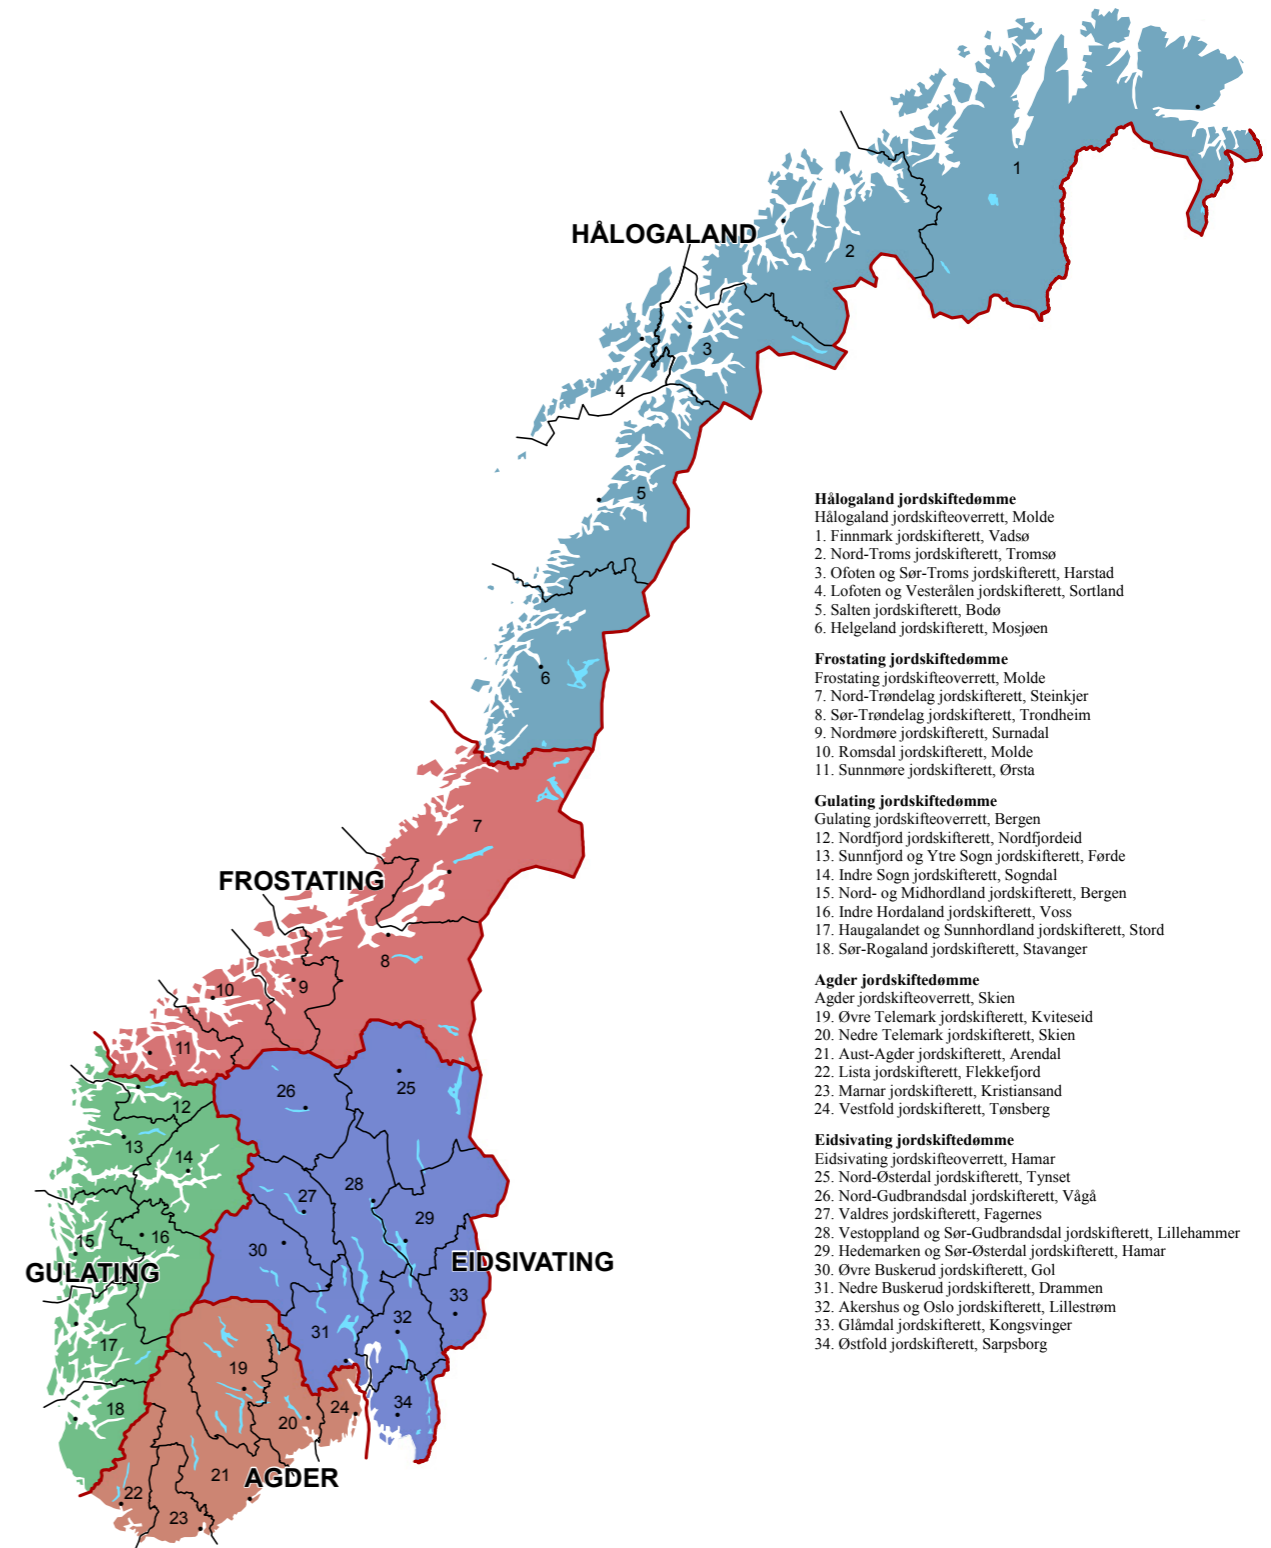 HÅLOGALAND
1
2
3
4
5
6
7
FROSTATING
8
9
10
11
12
13
14
15
16
GULATING
17
18
19
20
21
22
23
24
AGDER
25
26
27
28
29
30
EIDSIVATING
31
32
33
34
Hålogaland jordskiftedømme
Hålogaland jordskifteoverrett, Molde
1. Finnmark jordskifterett, Vadsø
2. Nord-Troms jordskifterett, Tromsø
3. Ofoten og Sør-Troms jordskifterett, Harstad
4. Lofoten og Vesterålen jordskifterett, Sortland
5. Salten jordskifterett, Bodø
6. Helgeland jordskifterett, Mosjøen
Frostating jordskiftedømme
Frostating jordskifteoverrett, Molde
7. Nord-Trøndelag jordskifterett, Steinkjer
8. Sør-Trøndelag jordskifterett, Trondheim
9. Nordmøre jordskifterett, Surnadal
10. Romsdal jordskifterett, Molde
11. Sunnmøre jordskifterett, Ørsta
Gulating jordskiftedømme
Gulating jordskifteoverrett, Bergen
12. Nordfjord jordskifterett, Nordfjordeid
13. Sunnfjord og Ytre Sogn jordskifterett, Førde
14. Indre Sogn jordskifterett, Sogndal
15. Nord- og Midhordland jordskifterett, Bergen
16. Indre Hordaland jordskifterett, Voss
17. Haugalandet og Sunnhordland jordskifterett, Stord
18. Sør-Rogaland jordskifterett, Stavanger
Agder jordskiftedømme
Agder jordskifteoverrett, Skien
19. Øvre Telemark jordskifterett, Kviteseid
20. Nedre Telemark jordskifterett, Skien
21. Aust-Agder jordskifterett, Arendal
22. Lista jordskifterett, Flekkefjord
23. Marnar jordskifterett, Kristiansand
24. Vestfold jordskifterett, Tønsberg
Eidsivating jordskiftedømme
Eidsivating jordskifteoverrett, Hamar
25. Nord-Østerdal jordskifterett, Tynset
26. Nord-Gudbrandsdal jordskifterett, Vågå
27. Valdres jordskifterett, Fagernes
28. Vestoppland og Sør-Gudbrandsdal jordskifterett, Lillehammer
29. Hedemarken og Sør-Østerdal jordskifterett, Hamar
30. Øvre Buskerud jordskifterett, Gol
31. Nedre Buskerud jordskifterett, Drammen
32. Akershus og Oslo jordskifterett, Lillestrøm
33. Glåmdal jordskifterett, Kongsvinger
34. Østfold jordskifterett, Sarpsborg